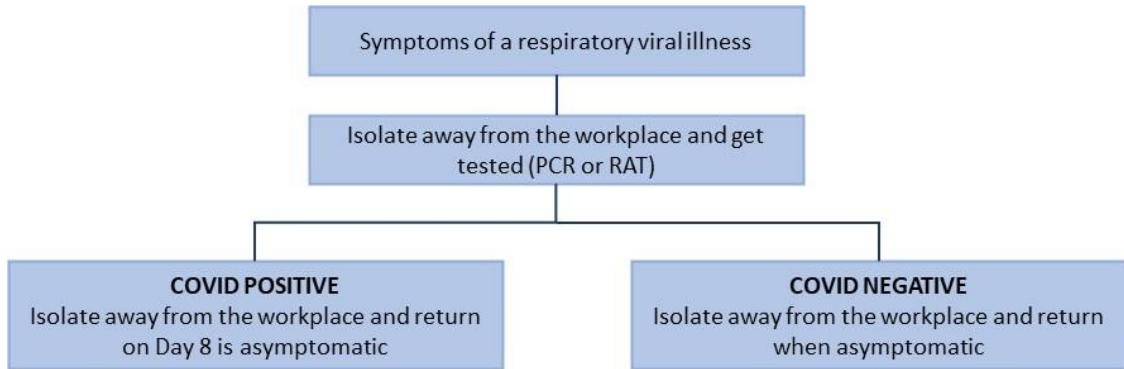 Symptoms of a respiratory viral illness
Isolate away from the workplace and get
tested (PCR or RAT)
COVID POSITIVE
Isolate away from the workplace and return
on Day 8 is asymptomatic
COVID NEGATIVE
Isolate away from the workplace and return
when asymptomatic